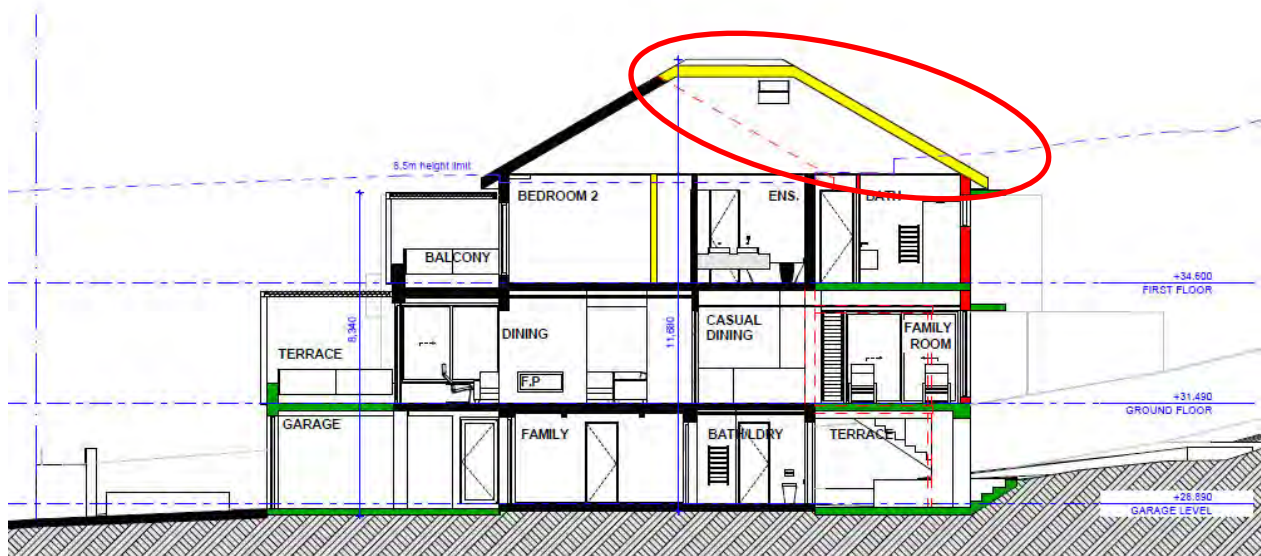 8.5m height limit
BEDROOM 2
ENS.
BATH
BALCONY
+34.600
FIRST FLOOR
8,340
11,680
DINING
CASUAL
DINING
FAMILY
ROOM
TERRACE
F.P
+31.490
GROUND FLOOR
GARAGE
FAMILY
BATH/LDRY
TERRACE
+28.890
GARAGE LEVEL